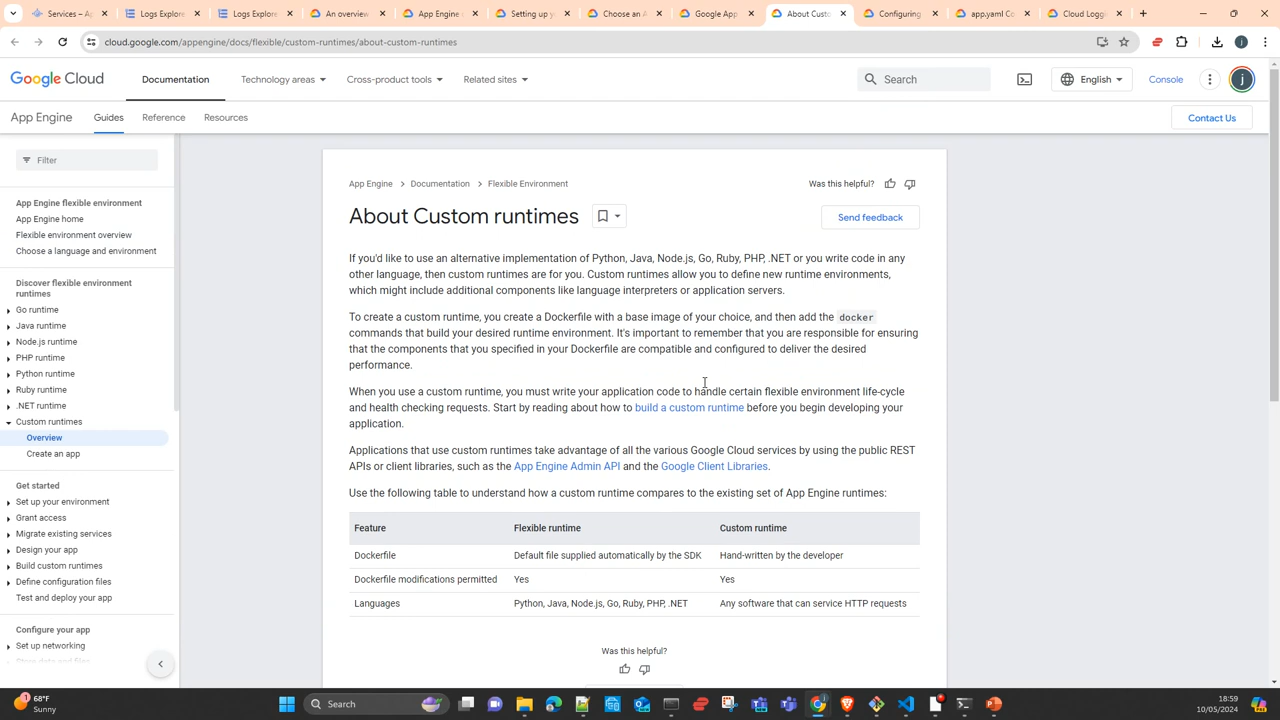 Services – A
Logs Explore
Logs Explore
An overview
App Engine
Setting up yo
Choose an A
Google App
About Custo
Configuring
app.yaml Co
Cloud Loggi
cloud.google.com/appengine/docs/flexible/custom-runtimes/about-custom-runtimes
j
Google Cloud
Documentation
Technology areas
Cross-product tools
Related sites
Search
English
Console
j
App Engine
Guides
Reference
Resources
Contact Us
Filter
App Engine flexible environment
App Engine home
Flexible environment overview
Choose a language and environment
Discover flexible environment
runtimes
Go runtime
Java runtime
Node.js runtime
PHP runtime
Python runtime
Ruby runtime
.NET runtime
Custom runtimes
Overview
Create an app
Get started
Set up your environment
Grant access
Migrate existing services
Design your app
Build custom runtimes
Define configuration files
Test and deploy your app
Configure your app
Set up networking
Store data and files
App Engine > Documentation > Flexible Environment
Was this helpful?
About Custom runtimes
Send feedback
If you'd like to use an alternative implementation of Python, Java, Node.js, Go, Ruby, PHP, .NET or you write code in any
other language, then custom runtimes are for you. Custom runtimes allow you to define new runtime environments,
which might include additional components like language interpreters or application servers.
To create a custom runtime, you create a Dockerfile with a base image of your choice, and then add the docker
commands that build your desired runtime environment. It's important to remember that you are responsible for ensuring
that the components that you specified in your Dockerfile are compatible and configured to deliver the desired
performance.
When you use a custom runtime, you must write your application code to handle certain flexible environment life-cycle
and health checking requests. Start by reading about how to build a custom runtime before you begin developing your
application.
Applications that use custom runtimes take advantage of all the various Google Cloud services by using the public REST
APIs or client libraries, such as the App Engine Admin API and the Google Client Libraries.
Use the following table to understand how a custom runtime compares to the existing set of App Engine runtimes:
Feature Flexible runtime Custom runtime
Dockerfile Default file supplied automatically by the SDK Hand-written by the developer
Dockerfile modifications permitted Yes Yes
Languages Python, Java, Node.js, Go, Ruby, PHP, .NET Any software that can service HTTP requests
Was this helpful?
1
68°F
Sunny
Search
18:59
10/05/2024